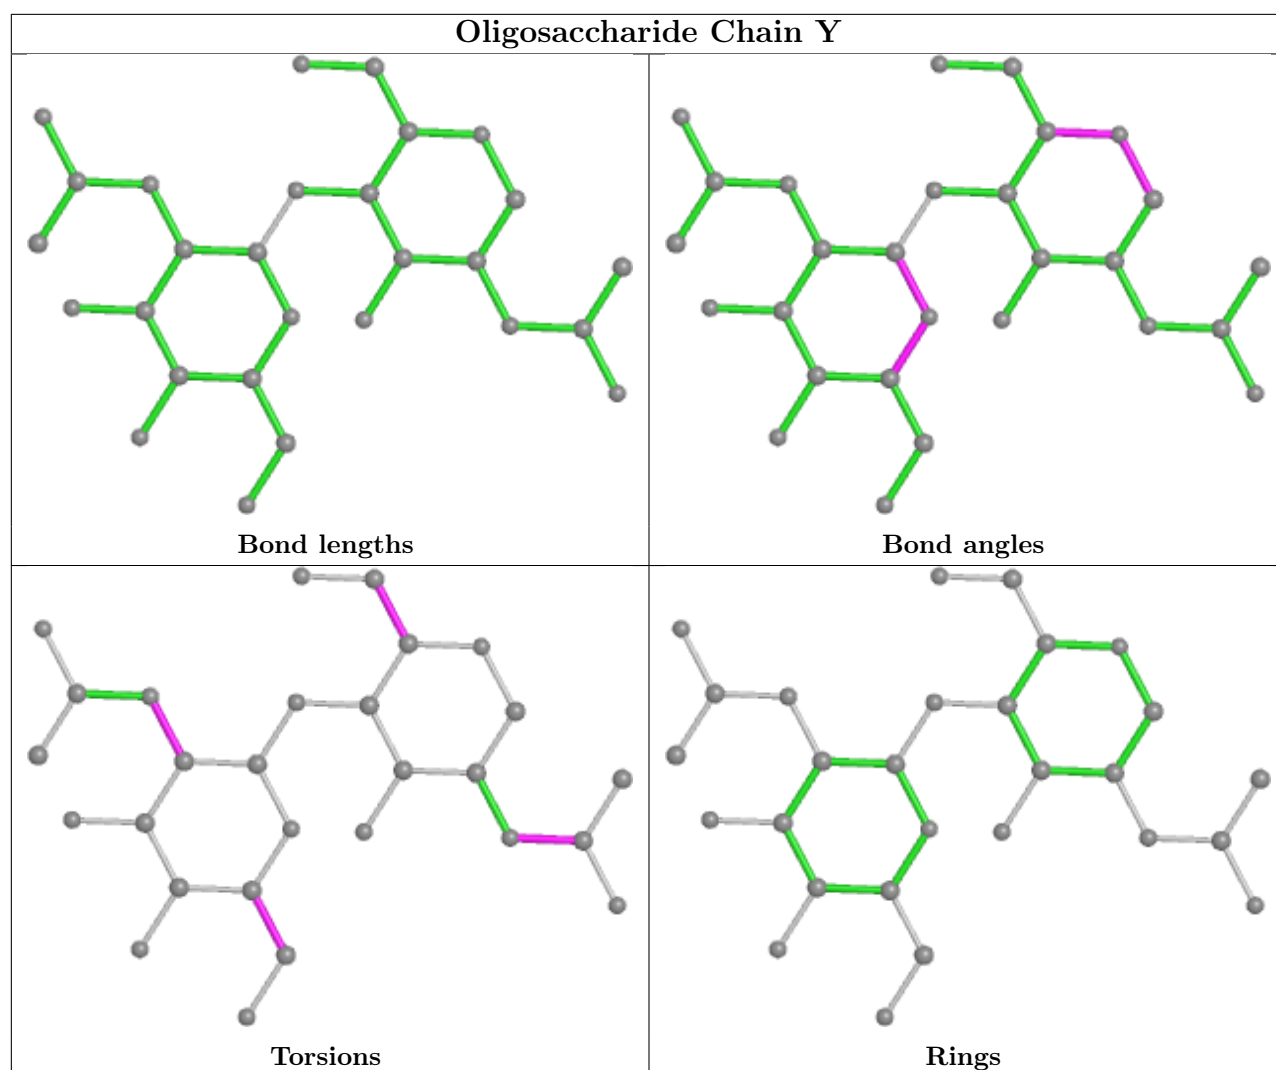 Oligosaccharide Chain Y
Bond lengths
Bond angles
Torsions
Rings